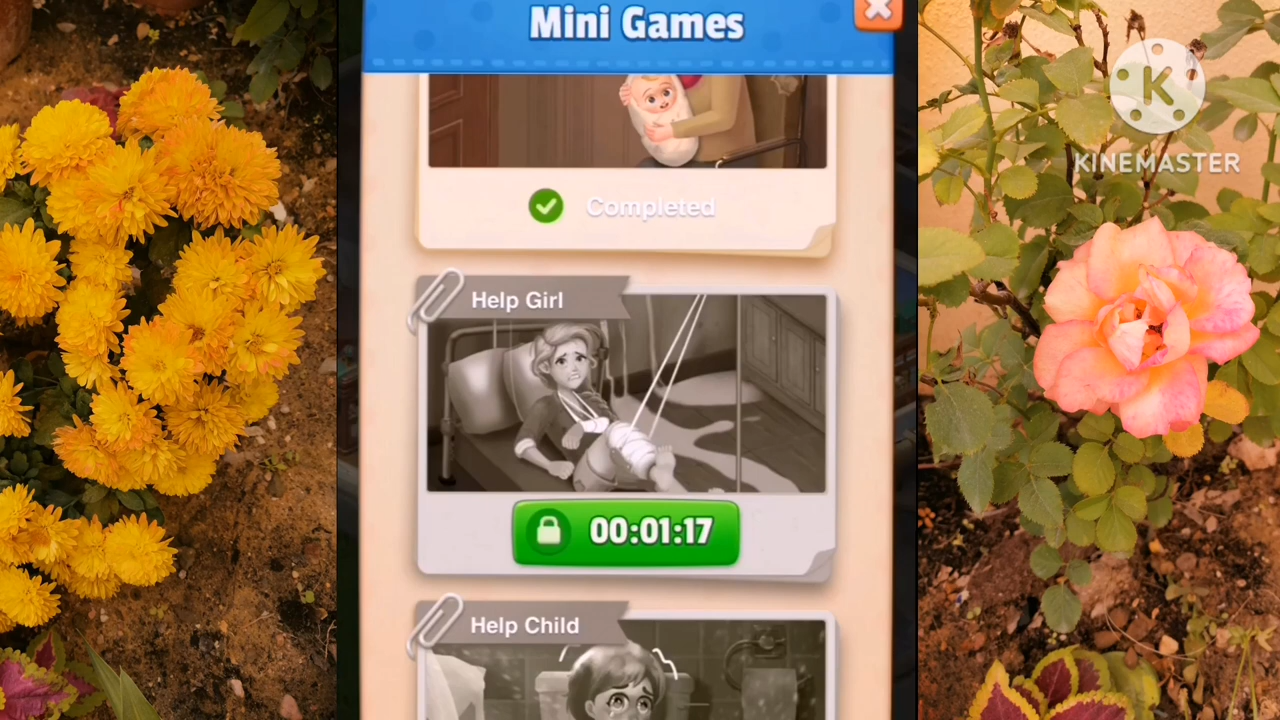 Mini Games
K
KINEMASTER
Completed
Help Girl
00:01:17
Help Child